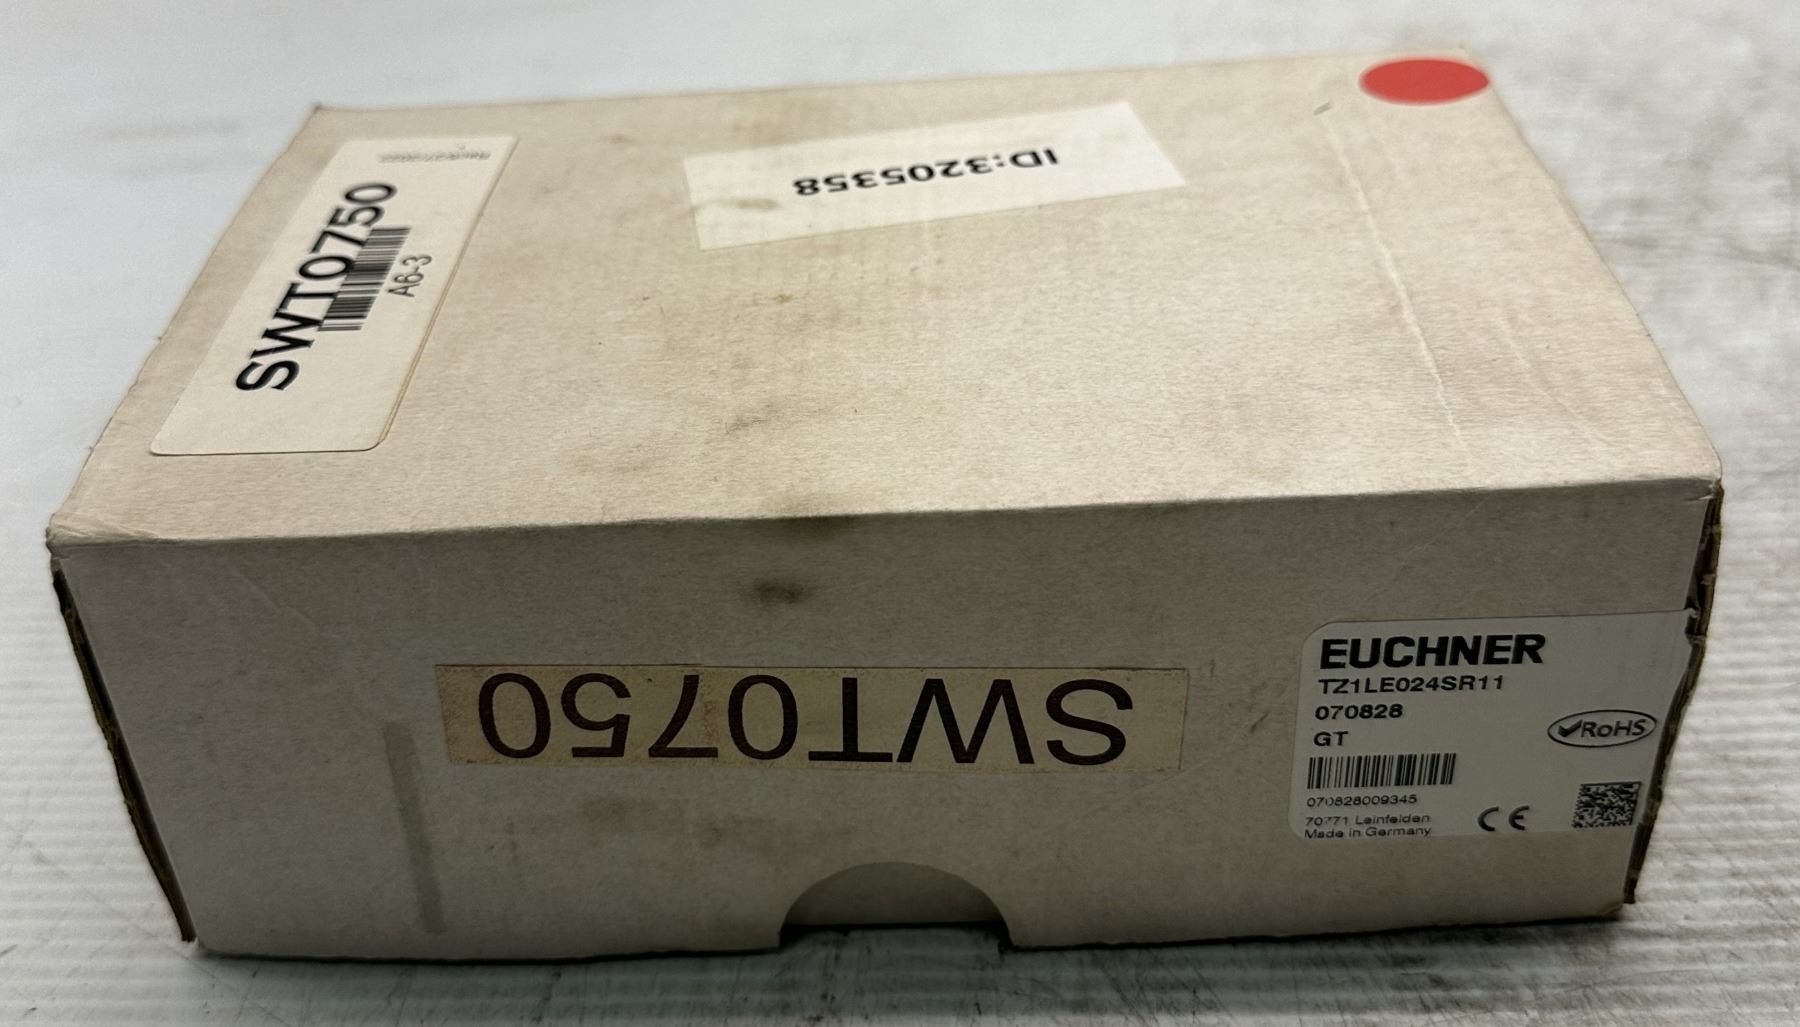 SWT0750
A6-3
ID:3205358
SWT0750
EUCHNER
TZ1LE024SR11
070828
GT
RoHS
070828009345
70771 Leinfelden
Made in Germany
CE